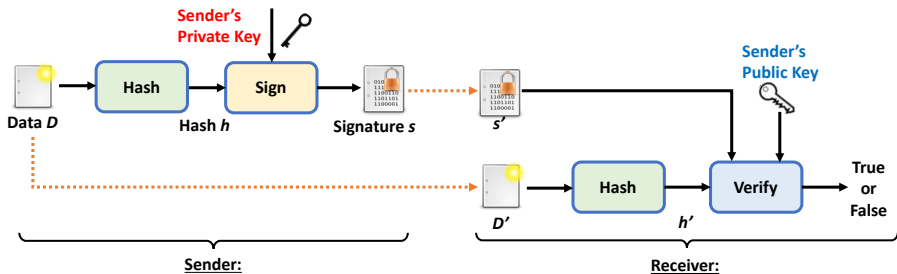 Sender's
Private Key
Sender's
Public Key
Hash
Sign
Data D
Hash h
Signature s
s'
Hash
Verify
True
or
False
D'
h'
Sender:
Receiver: